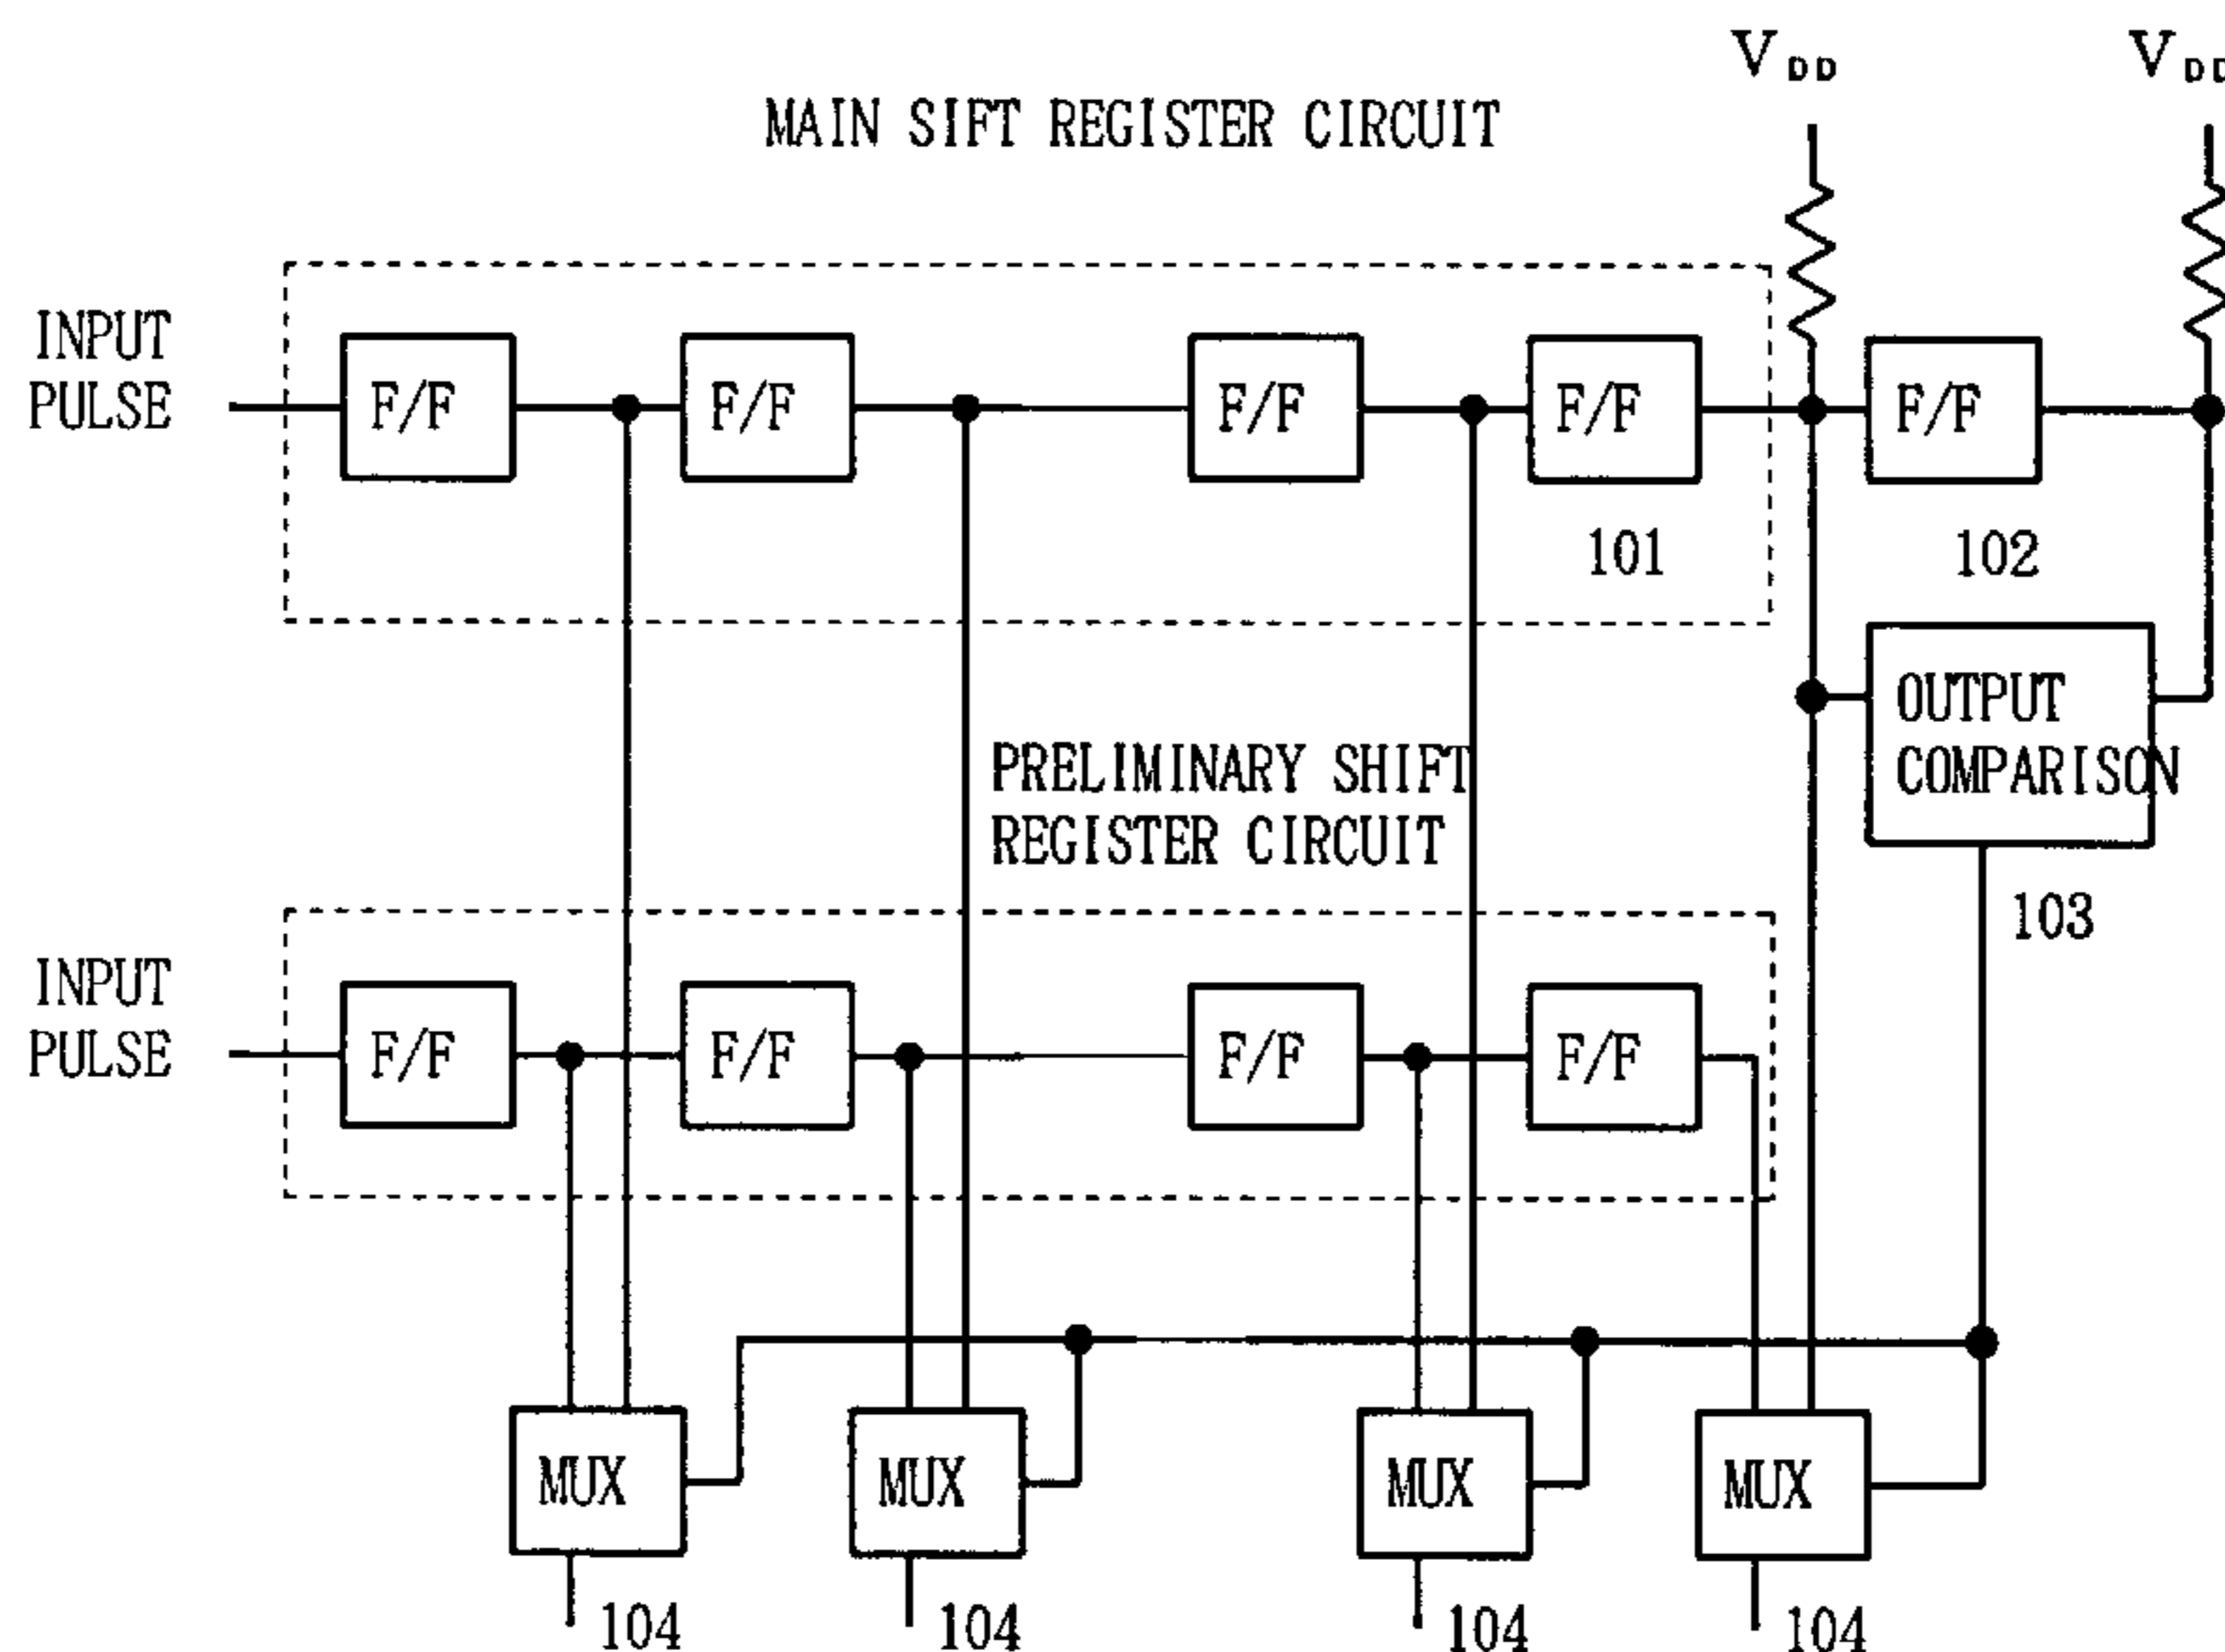 V DD
V DD
MAIN SIFT REGISTER CIRCUIT
INPUT
PULSE
F/F
F/F
F/F
F/F
F/F
101
102
OUTPUT
COMPARISON
PRELIMINARY SHIFT
REGISTER CIRCUIT
103
INPUT
PULSE
F/F
F/F
F/F
F/F
MUX
MUX
MUX
MUX
104
104
104
104